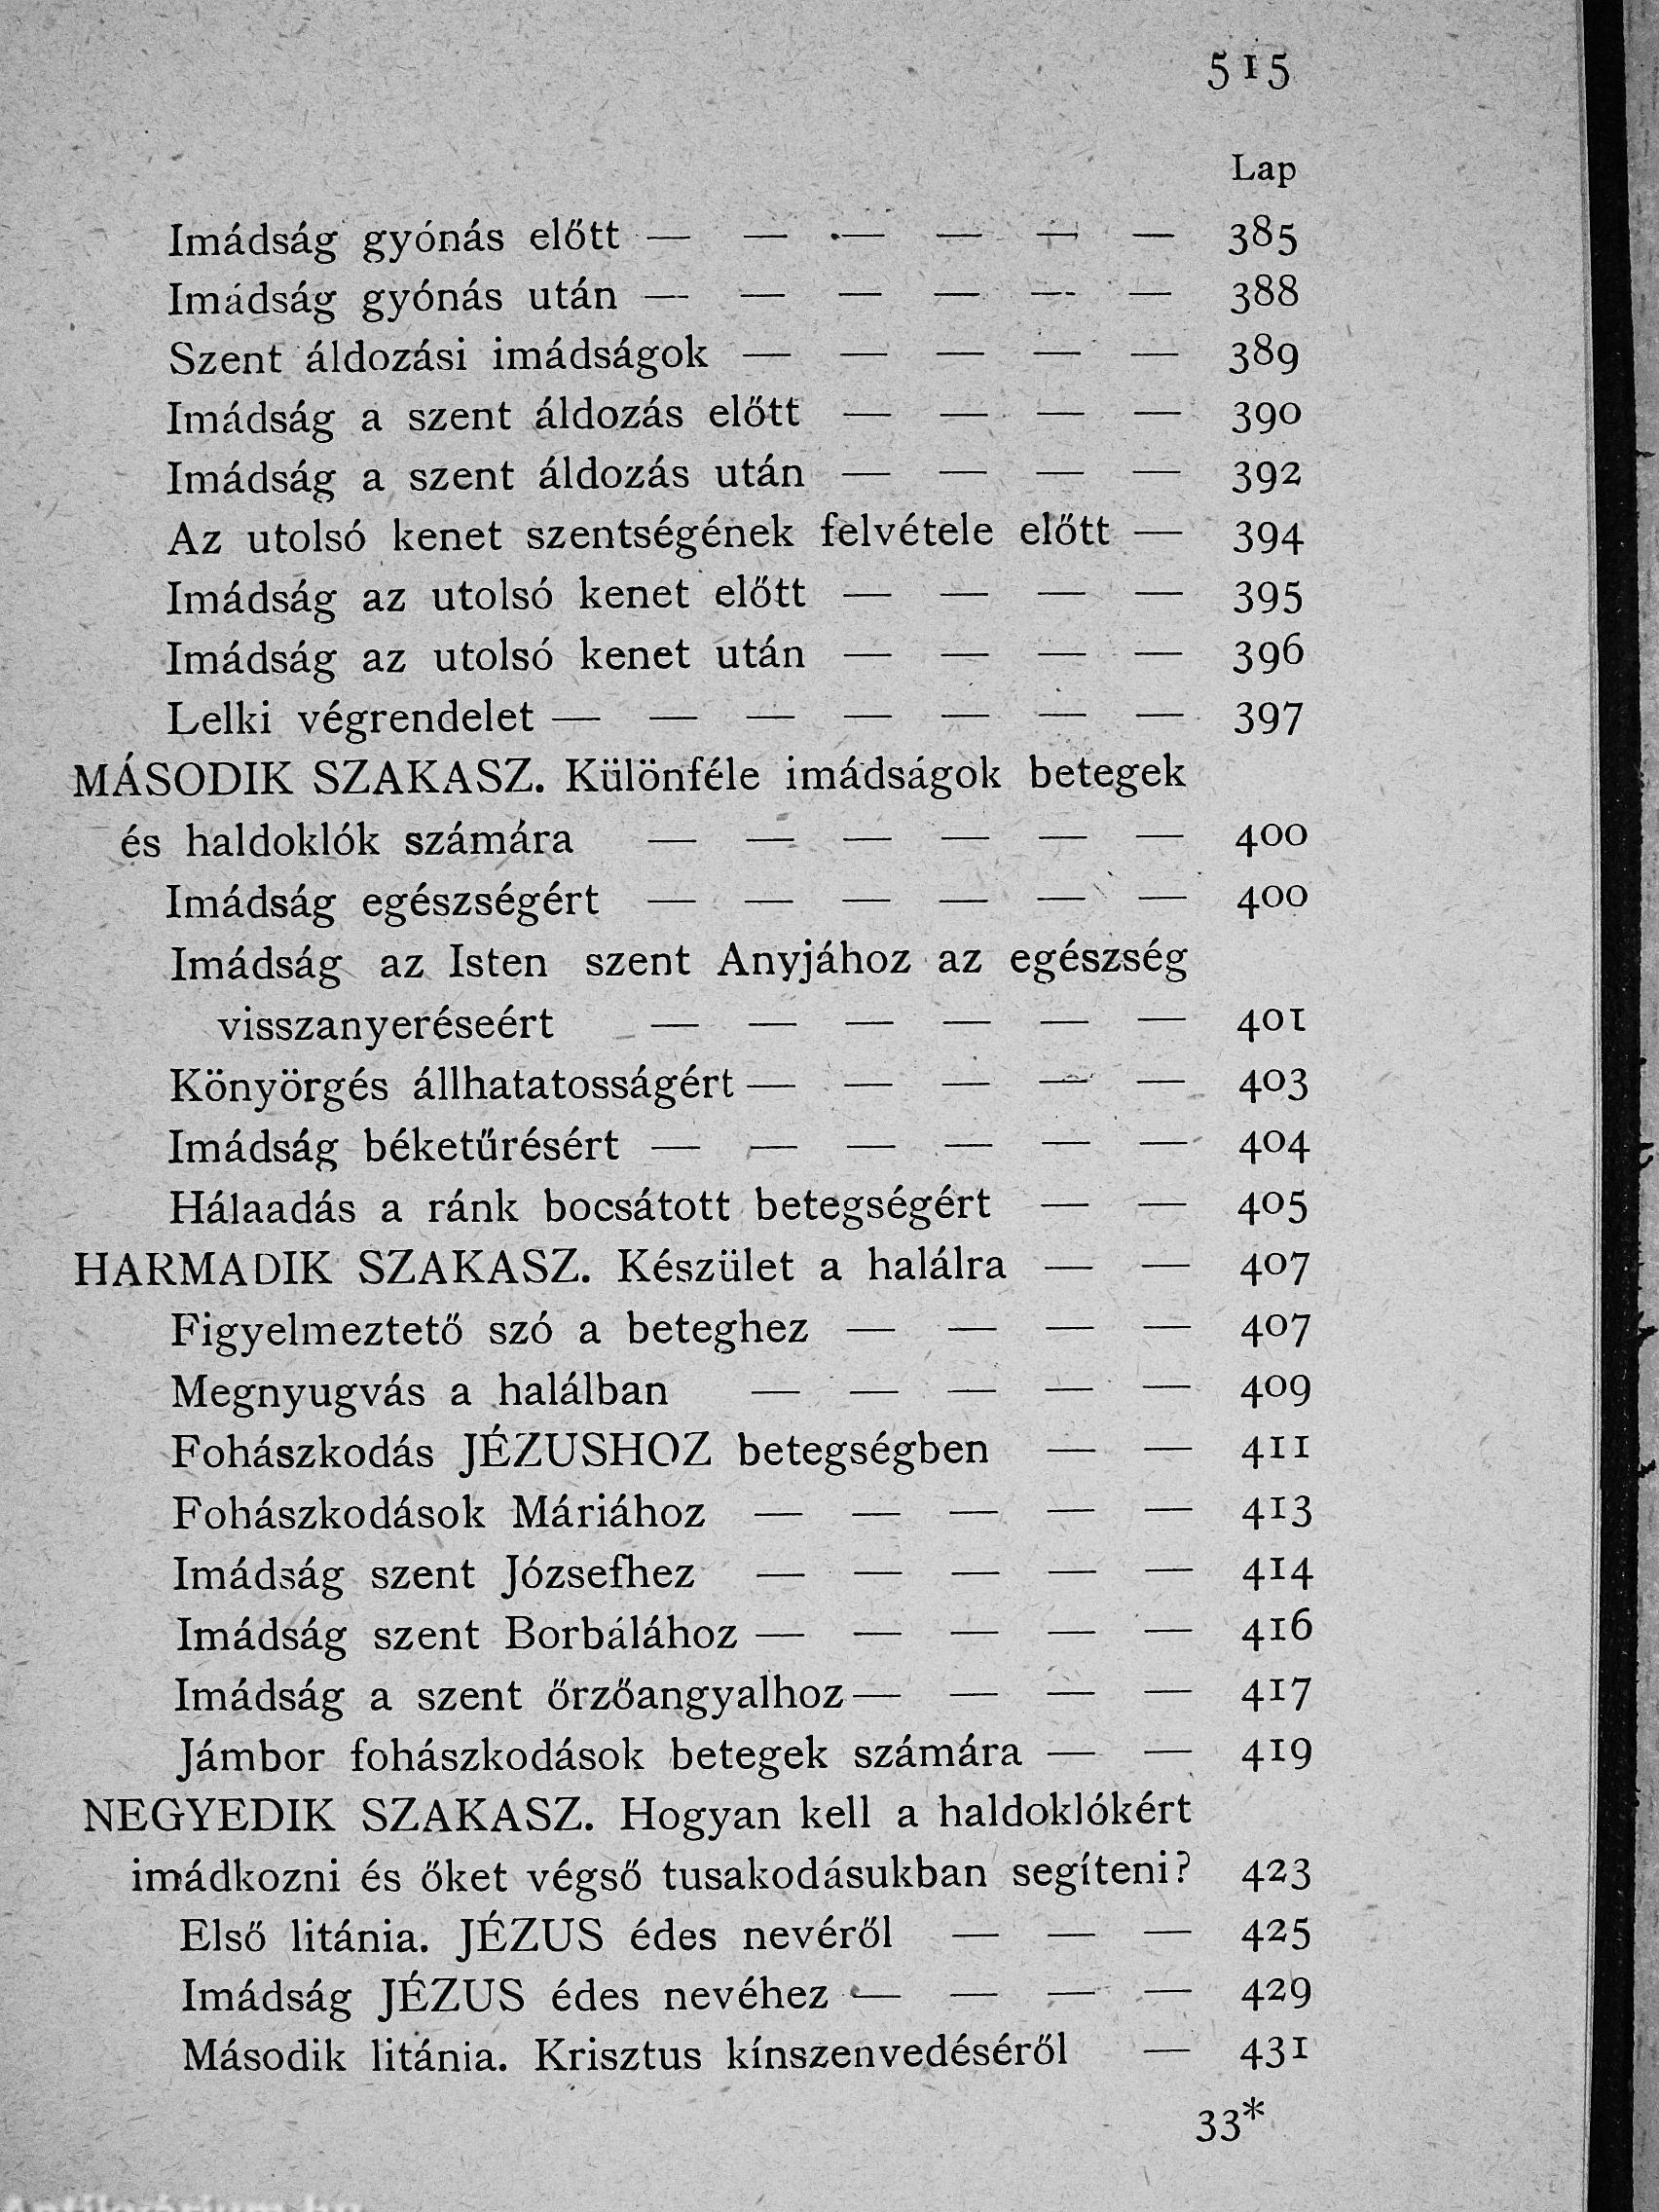 515
Lap
Imádság gyónás előtt — — — — — — 385
Imádság gyónás után — — — — — — 388
Szent áldozási imádságok — — — — — 389
Imádság a szent áldozás előtt — — — — 390
Imádság a szent áldozás után — — — — 392
Az utolsó kenet szentségének felvétele előtt — 394
Imádság az utolsó kenet előtt — — — — 395
Imádság az utolsó kenet után — — — — 396
Lelki végrendelet — — — — — — — 397
MÁSODIK SZAKASZ. Különféle imádságok betegek
és haldoklók számára — — — — — — 400
Imádság egészségért — — — — — — 400
Imádság az Isten szent Anyjához az egészség
visszanyeréseért — — — — — — 401
Könyörgés állhatatosságért — — — — — 403
Imádság béketűrésért — — — — — — 404
Hálaadás a ránk bocsátott betegségért — — 405
HARMADIK SZAKASZ. Készület a halálra — — 407
Figyelmeztető szó a beteghez — — — — 407
Megnyugvás a halálban — — — — — 409
Fohászkodás JÉZUSHOZ betegségben — — 411
Fohászkodások Máriához — — — — — 413
Imádság szent Józsefhez — — — — — 414
Imádság szent Borbálához — — — — — 416
Imádság a szent őrzőangyalhoz — — — — 417
Jámbor fohászkodások betegek számára — — 419
NEGYEDIK SZAKASZ. Hogyan kell a haldoklókért
imádkozni és őket végső tusakodásukban segíteni? 423
Első litánia. JÉZUS édes nevéről — — — 425
Imádság JÉZUS édes nevéhez — — — — 429
Második litánia. Krisztus kínszenvedéséről — 431
33*